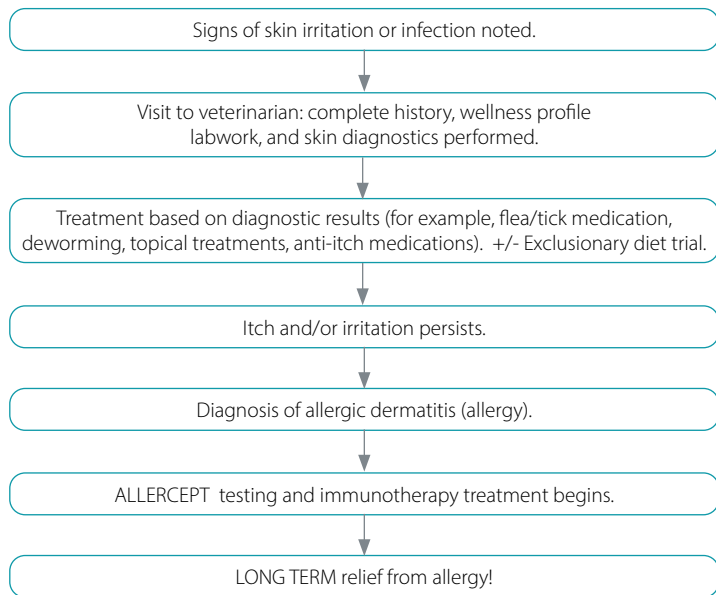 Signs of skin irritation or infection noted.
Visit to veterinarian: complete history, wellness profile
labwork, and skin diagnostics performed.
Treatment based on diagnostic results (for example, flea/tick medication,
deworming, topical treatments, anti-itch medications). +/- Exclusionary diet trial.
Itch and/or irritation persists.
Diagnosis of allergic dermatitis (allergy).
ALLERCEPT testing and immunotherapy treatment begins.
LONG TERM relief from allergy!